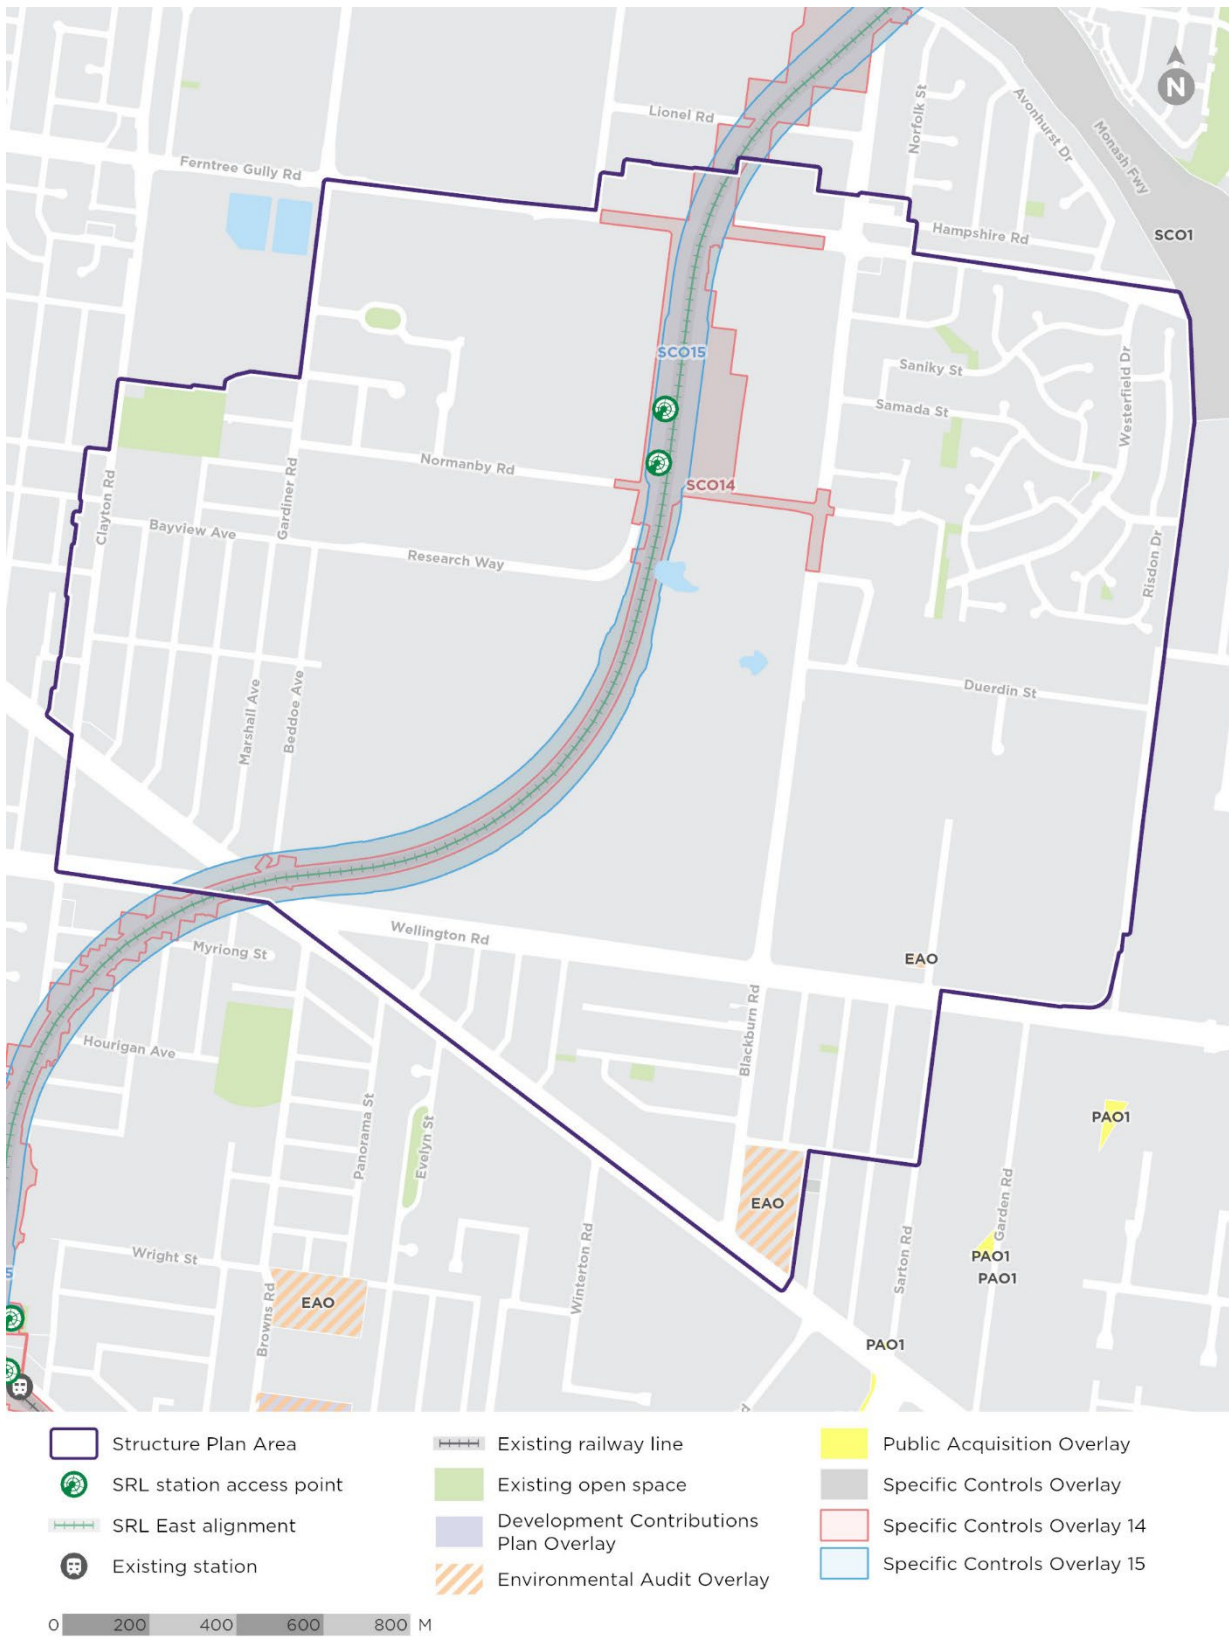 N
Lionel Rd
Norfolk St
Avonhurst Dr
Monash Fwy
Ferntree Gully Rd
Hampshire Rd
SCO1
SCO15
Saniky St
Westerfield Dr
Samada St
Normanby Rd
SCO14
Clayton Rd
Gardiner Rd
Bayview Ave
Research Way
Risdon Dr
Marshall Ave
Beddoe Ave
Duerdin St
Wellington Rd
Myriong St
EAO
Blackburn Rd
Hourigan Ave
Panorama St
Evelyn St
PAO1
EAO
Garden Rd
Wright St
Winterton Rd
Sarton Rd
PAO1
PAO1
5
EAO
Browns Rd
PAO1
Structure Plan Area
SRL station access point
SRL East alignment
Existing station
Existing railway line
Existing open space
Development Contributions
Plan Overlay
Environmental Audit Overlay
Public Acquisition Overlay
Specific Controls Overlay
Specific Controls Overlay 14
Specific Controls Overlay 15
0 200 400 600 800 M